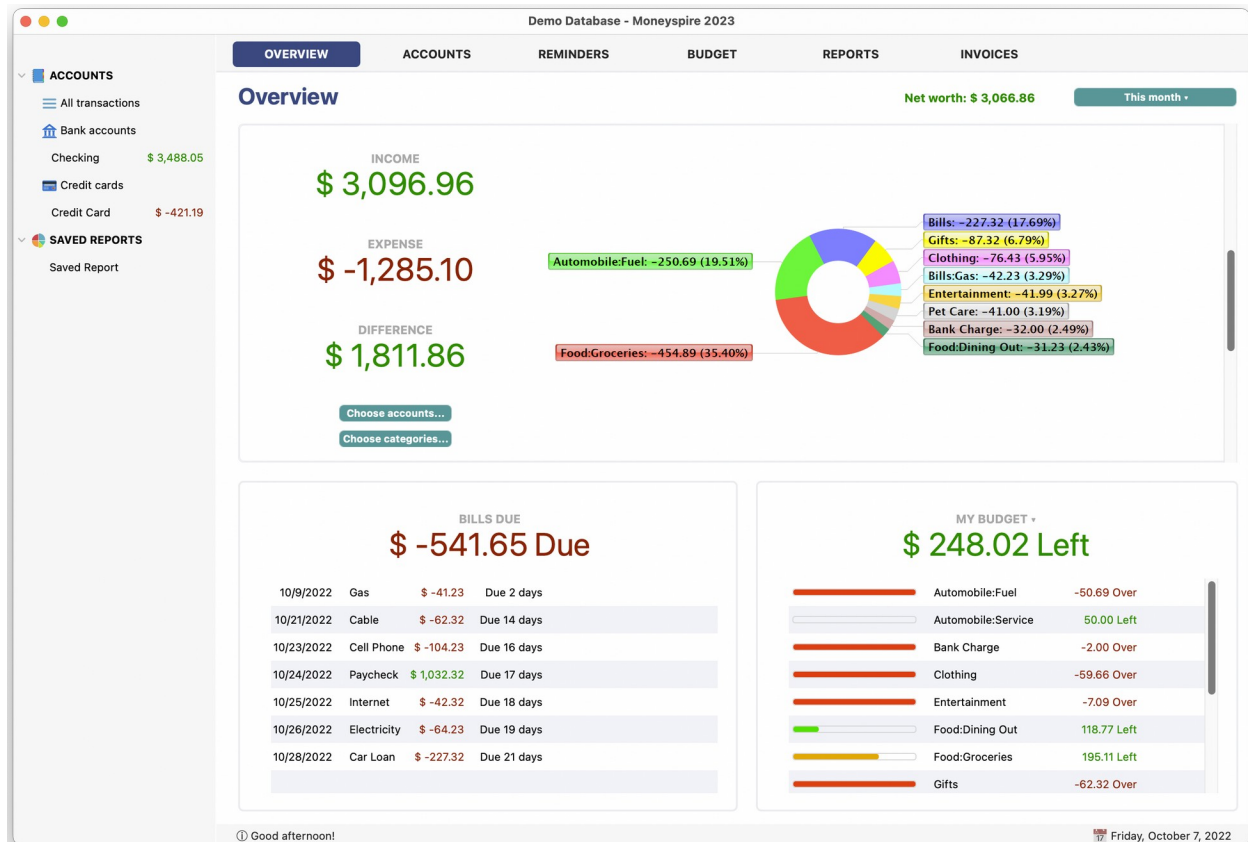 Demo Database - Moneyspire 2023
OVERVIEW ACCOUNTS REMINDERS BUDGET REPORTS INVOICES
ACCOUNTS
All transactions
Bank accounts
Checking $ 3,488.05
Credit cards
Credit Card $ -421.19
SAVED REPORTS
Saved Report
Overview
Net worth: $ 3,066.86
This month
INCOME
$ 3,096.96
EXPENSE
$ -1,285.10
DIFFERENCE
$ 1,811.86
Choose accounts...
Choose categories...
Automobile:Fuel: -250.69 (19.51%)
Food:Groceries: -454.89 (35.40%)
Bills: -227.32 (17.69%)
Gifts: -87.32 (6.79%)
Clothing: -76.43 (5.95%)
Bills:Gas: -42.23 (3.29%)
Entertainment: -41.99 (3.27%)
Pet Care: -41.00 (3.19%)
Bank Charge: -32.00 (2.49%)
Food:Dining Out: -31.23 (2.43%)
BILLS DUE
$ -541.65 Due
10/9/2022 Gas $ -41.23 Due 2 days
10/21/2022 Cable $ -62.32 Due 14 days
10/23/2022 Cell Phone $ -104.23 Due 16 days
10/24/2022 Paycheck $ 1,032.32 Due 17 days
10/25/2022 Internet $ -42.32 Due 18 days
10/26/2022 Electricity $ -64.23 Due 19 days
10/28/2022 Car Loan $ -227.32 Due 21 days
MY BUDGET
$ 248.02 Left
Automobile:Fuel -50.69 Over
Automobile:Service 50.00 Left
Bank Charge -2.00 Over
Clothing -59.66 Over
Entertainment -7.09 Over
Food:Dining Out 118.77 Left
Food:Groceries 195.11 Left
Gifts -62.32 Over
Good afternoon!
Friday, October 7, 2022